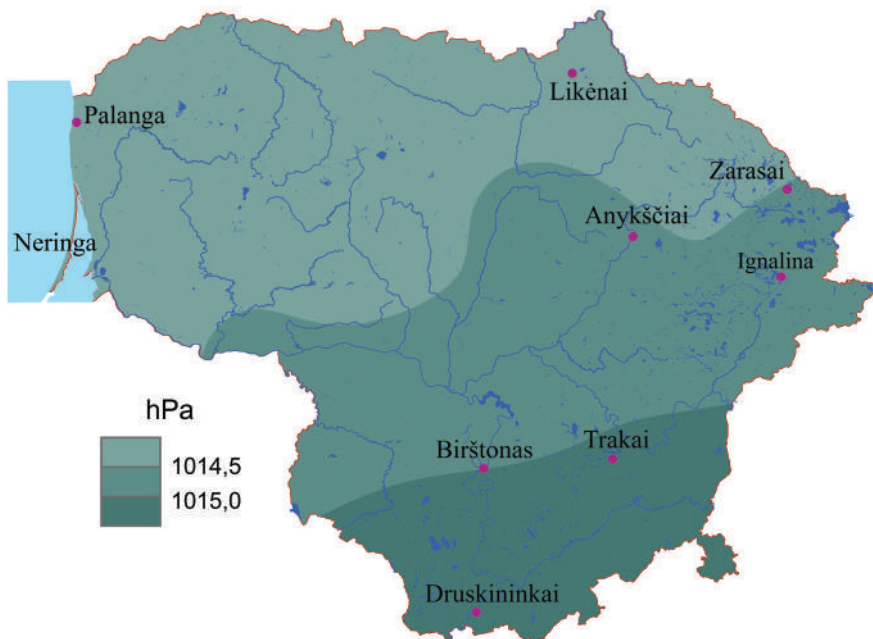 Likėnai
Palanga
Zarasai
Anykščiai
Neringa
Ignalina
hPa
1014,5
1015,0
Birštonas
Trakai
Druskininkai